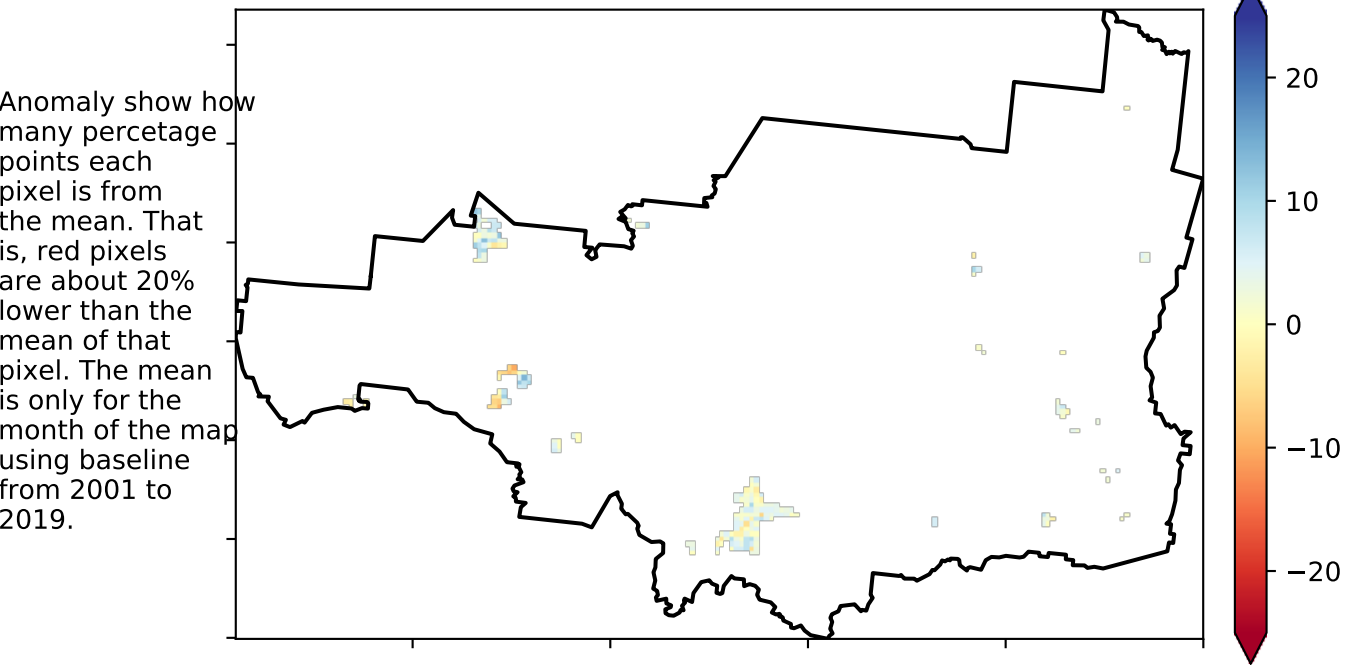 Anomaly show how
many percetage
points each
pixel is from
the mean. That
is, red pixels
are about 20%
lower than the
mean of that
pixel. The mean
is only for the
month of the map
using baseline
from 2001 to
2019.
20
10
0
−10
−20